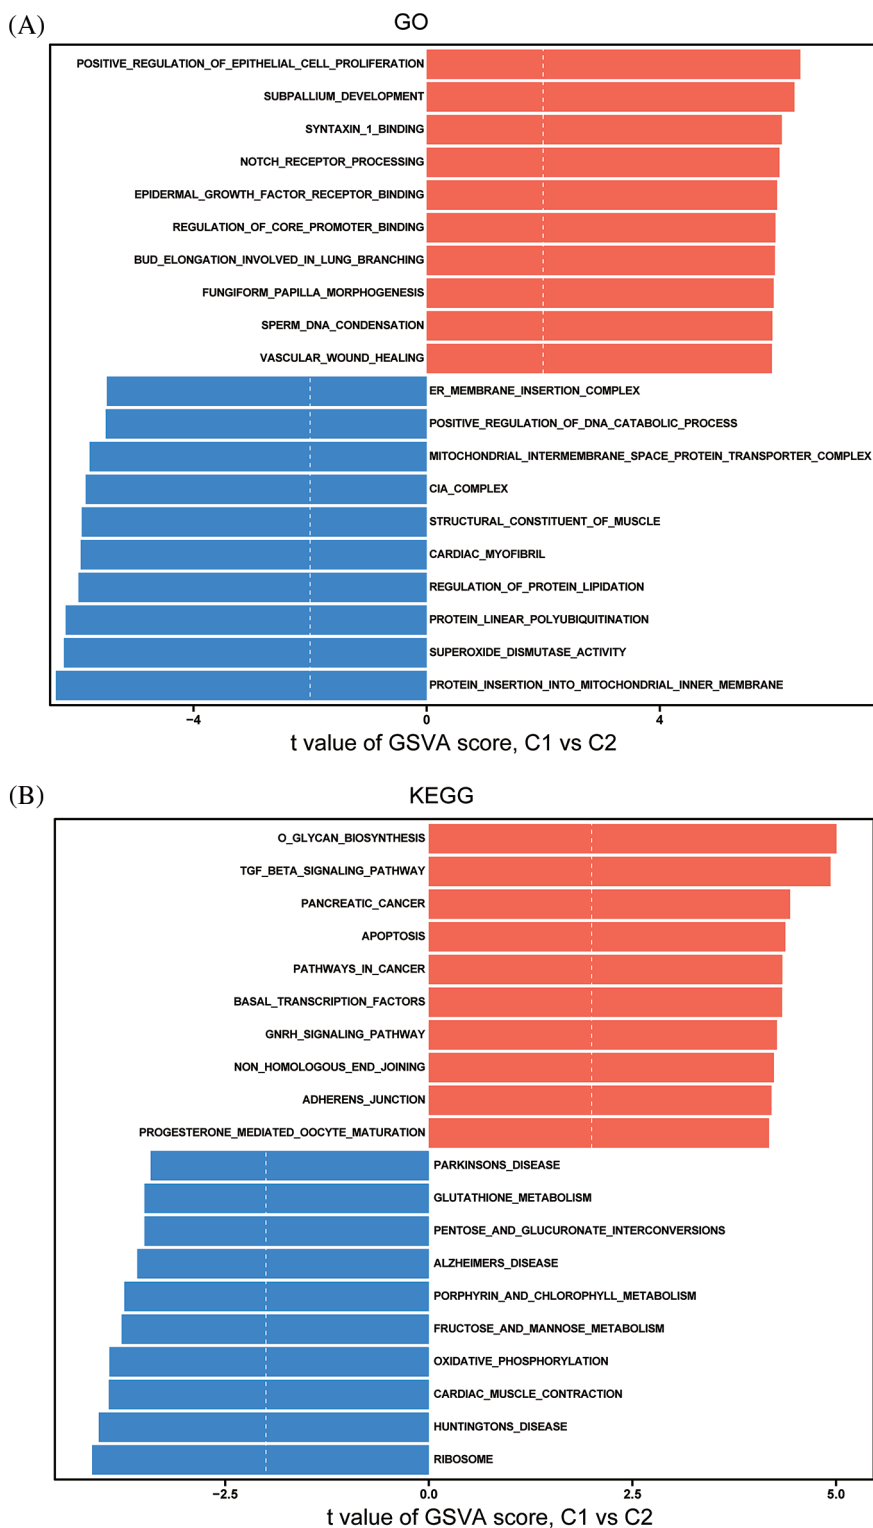 (A)
GO
POSITIVE_REGULATION_OF_EPITHELIAL_CELL_PROLIFERATION
SUBPALLIUM_DEVELOPMENT
SYNTAXIN_1_BINDING
NOTCH_RECEPTOR_PROCESSING
EPIDERMAL_GROWTH_FACTOR_RECEPTOR_BINDING
REGULATION_OF_CORE_PROMOTER_BINDING
BUD_ELONGATION_INVOLVED_IN_LUNG_BRANCHING
FUNGIFORM_PAPILLA_MORPHOGENESIS
SPERM_DNA_CONDENSATION
VASCULAR_WOUND_HEALING
ER_MEMBRANE_INSERTION_COMPLEX
POSITIVE_REGULATION_OF_DNA_CATABOLIC_PROCESS
MITOCHONDRIAL_INTERMEMBRANE_SPACE_PROTEIN_TRANSPORTER_COMPLEX
CIA_COMPLEX
STRUCTURAL_CONSTITUENT_OF_MUSCLE
CARDIAC_MYOFIBRIL
REGULATION_OF_PROTEIN_LIPIDATION
PROTEIN_LINEAR_POLYUBIQUITINATION
SUPEROXIDE_DISMUTASE_ACTIVITY
PROTEIN_INSERTION_INTO_MITOCHONDRIAL_INNER_MEMBRANE
−4 0 4
t value of GSVA score, C1 vs C2
(B)
KEGG
O_GLYCAN_BIOSYNTHESIS
TGF_BETA_SIGNALING_PATHWAY
PANCREATIC_CANCER
APOPTOSIS
PATHWAYS_IN_CANCER
BASAL_TRANSCRIPTION_FACTORS
GNRH_SIGNALING_PATHWAY
NON_HOMOLOGOUS_END_JOINING
ADHERENS_JUNCTION
PROGESTERONE_MEDIATED_OOCYTE_MATURATION
PARKINSONS_DISEASE
GLUTATHIONE_METABOLISM
PENTOSE_AND_GLUCURONATE_INTERCONVERSIONS
ALZHEIMERS_DISEASE
PORPHYRIN_AND_CHLOROPHYLL_METABOLISM
FRUCTOSE_AND_MANNOSE_METABOLISM
OXIDATIVE_PHOSPHORYLATION
CARDIAC_MUSCLE_CONTRACTION
HUNTINGTONS_DISEASE
RIBOSOME
−2.5 0.0 2.5 5.0
t value of GSVA score, C1 vs C2